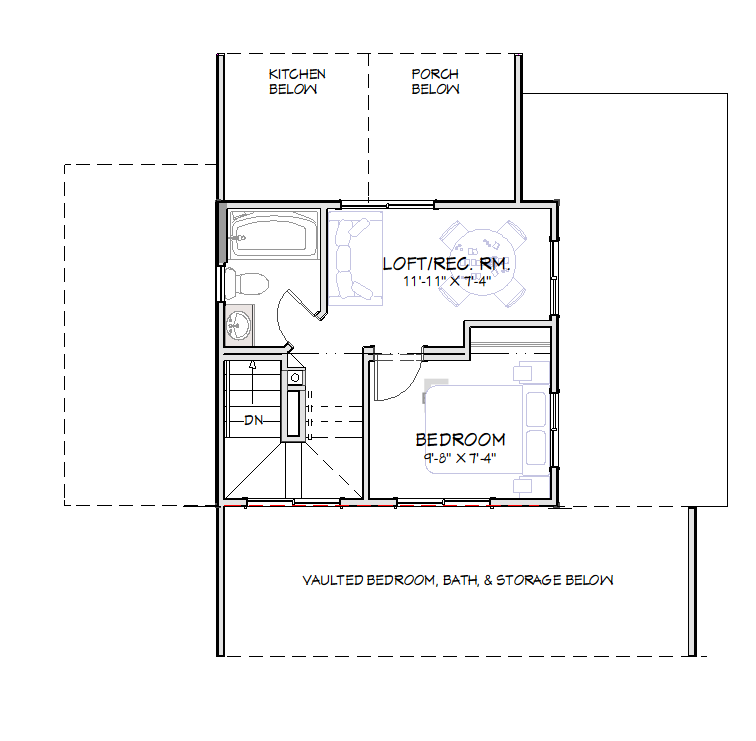 KITCHEN
BELOW
PORCH
BELOW
LOFT/REC. RM.
11'-11" X 7'-4"
DN
BEDROOM
9'-8" X 7'-4"
VAULTED BEDROOM, BATH, & STORAGE BELOW